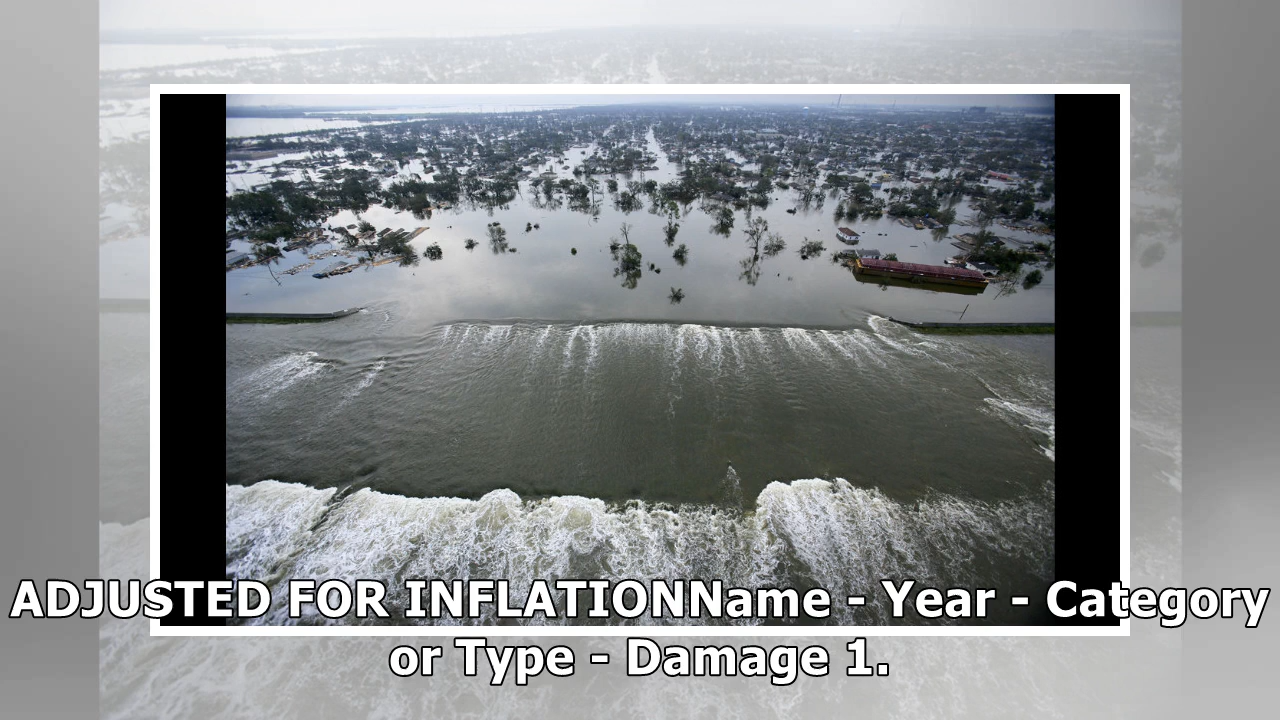 ADJUSTED FOR INFLATIONName - Year - Category
or Type - Damage 1.